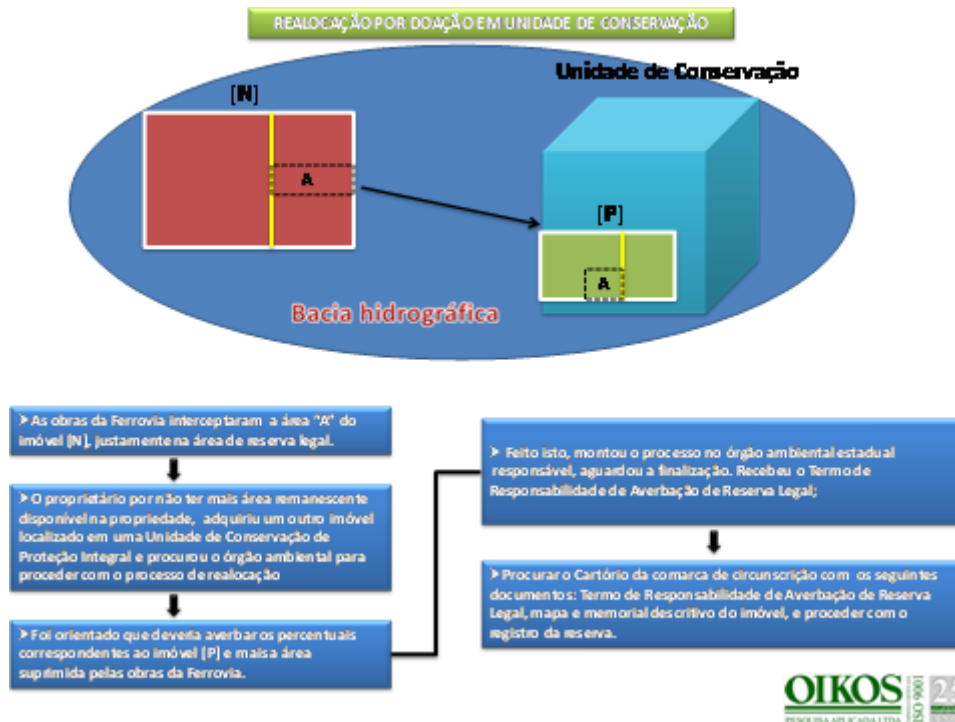 REALOCAÇÃO POR DOAÇÃO EM UNIDADE DE CONSERVAÇÃO
Unidade de Conservação
[N]
A
[P]
A
Bacia hidrográfica
➤ As obras da Ferrovia interceptaram a área "A" do
imóvel [N], justamente na área de reserva legal.
➤ O proprietário por não ter mais área remanescente
disponível na propriedade, adquiriu um outro imóvel
localizado em uma Unidade de Conservação de
Proteção Integral e procurou o órgão ambiental para
proceder com o processo de realocação
➤ Foi orientado que deveria averbar os percentuais
correspondentes ao imóvel [P] e mais a área
suprimida pelas obras da Ferrovia.
➤ Feito isto, montou o processo no órgão ambiental estadual
responsável, aguardou a finalização. Recebeu o Termo de
Responsabilidade de Averbação de Reserva Legal;
➤ Procurar o Cartório da comarca de circunscrição com os seguintes
documentos: Termo de Responsabilidade de Averbação de Reserva
Legal, mapa e memorial descritivo do imóvel, e proceder com o
registro da reserva.
OIKOS
PESQUISA APLICADA LTDA
ISO 9001